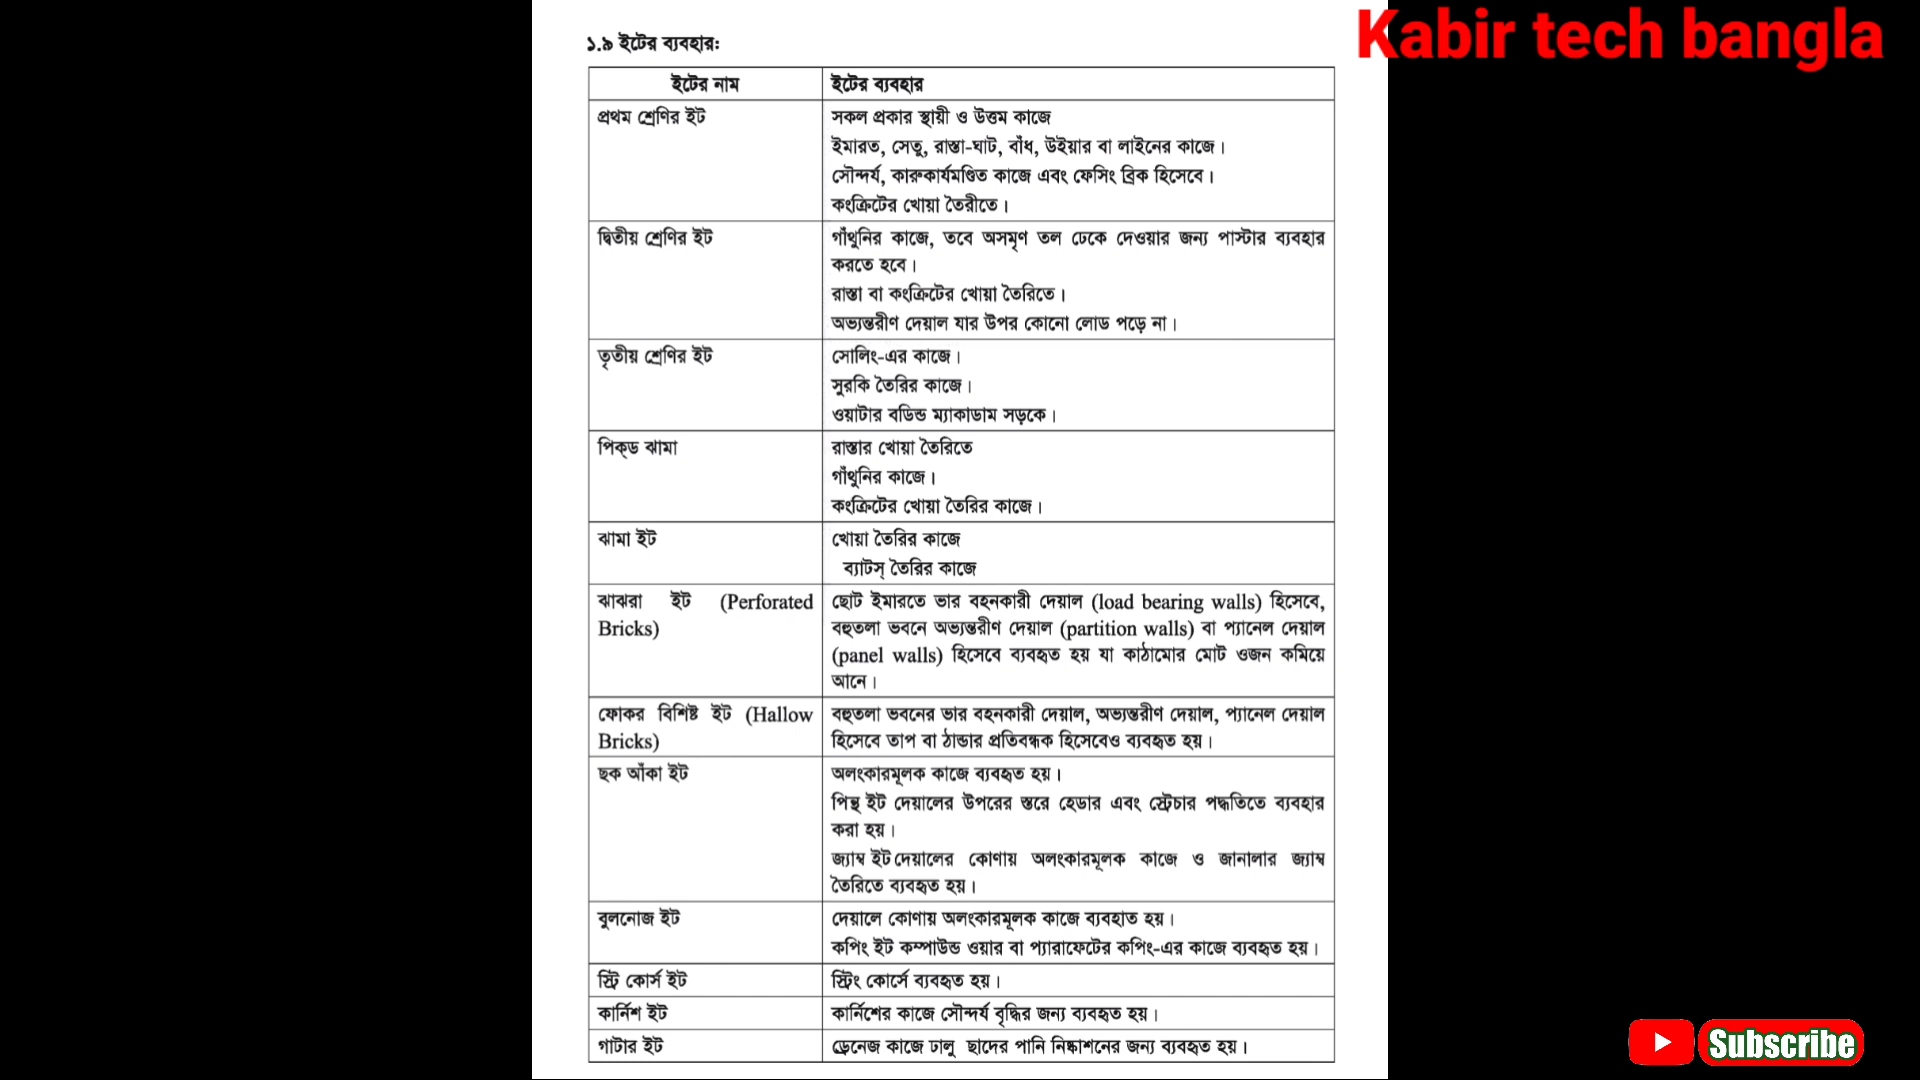 Kabir tech bangla
১.৯ ইটের ব্যবহার:
ইটের নাম
ইটের ব্যবহার
প্রথম শ্রেণির ইট
সকল প্রকার স্থায়ী ও উত্তম কাজে
ইমারত, সেতু, রাস্তা-ঘাট, বাঁধ, উইয়ার বা লাইনের কাজে।
সৌন্দর্য, কারুকার্যমণ্ডিত কাজে এবং ফেসিং ব্রিক হিসেবে।
কংক্রিটের খোয়া তৈরীতে।
দ্বিতীয় শ্রেণির ইট
গাঁথুনির কাজে, তবে অসমৃণ তল ঢেকে দেওয়ার জন্য পাস্টার ব্যবহার
করতে হবে।
রাস্তা বা কংক্রিটের খোয়া তৈরিতে।
অভ্যন্তরীণ দেয়াল যার উপর কোনো লোড পড়ে না।
তৃতীয় শ্রেণির ইট
সোলিং-এর কাজে।
সুরকি তৈরির কাজে।
ওয়াটার বডিন্ড ম্যাকাডাম সড়কে।
পিক্‌ড ঝামা
রাস্তার খোয়া তৈরিতে
গাঁথুনির কাজে।
কংক্রিটের খোয়া তৈরির কাজে।
ঝামা ইট
খোয়া তৈরির কাজে
ব্যাটস্ তৈরির কাজে
ঝাঝরা ইট (Perforated
Bricks)
ছোট ইমারতে ভার বহনকারী দেয়াল (load bearing walls) হিসেবে,
বহুতলা ভবনে অভ্যন্তরীণ দেয়াল (partition walls) বা প্যানেল দেয়াল
(panel walls) হিসেবে ব্যবহৃত হয় যা কাঠামোর মোট ওজন কমিয়ে
আনে।
ফোকর বিশিষ্ট ইট (Hallow
Bricks)
বহুতলা ভবনের ভার বহনকারী দেয়াল, অভ্যন্তরীণ দেয়াল, প্যানেল দেয়াল
হিসেবে তাপ বা ঠান্ডার প্রতিবন্ধক হিসেবেও ব্যবহৃত হয়।
ছক আঁকা ইট
অলংকারমূলক কাজে ব্যবহৃত হয়।
পিন্থ ইট দেয়ালের উপরের স্তরে হেডার এবং স্ট্রেচার পদ্ধতিতে ব্যবহার
করা হয়।
জ্যাম্ব ইট দেয়ালের কোণায় অলংকারমূলক কাজে ও জানালার জ্যাম্ব
তৈরিতে ব্যবহৃত হয়।
বুলনোজ ইট
দেয়ালে কোণায় অলংকারমূলক কাজে ব্যবহাত হয়।
কপিং ইট কম্পাউন্ড ওয়ার বা প্যারাফেটের কপিং-এর কাজে ব্যবহৃত হয়।
স্ট্রি কোর্স ইট
স্ট্রিং কোর্সে ব্যবহৃত হয়।
কার্নিশ ইট
কার্নিশের কাজে সৌন্দর্য বৃদ্ধির জন্য ব্যবহৃত হয়।
গাটার ইট
ড্রেনেজ কাজে ঢালু ছাদের পানি নিষ্কাশনের জন্য ব্যবহৃত হয়।
Subscribe